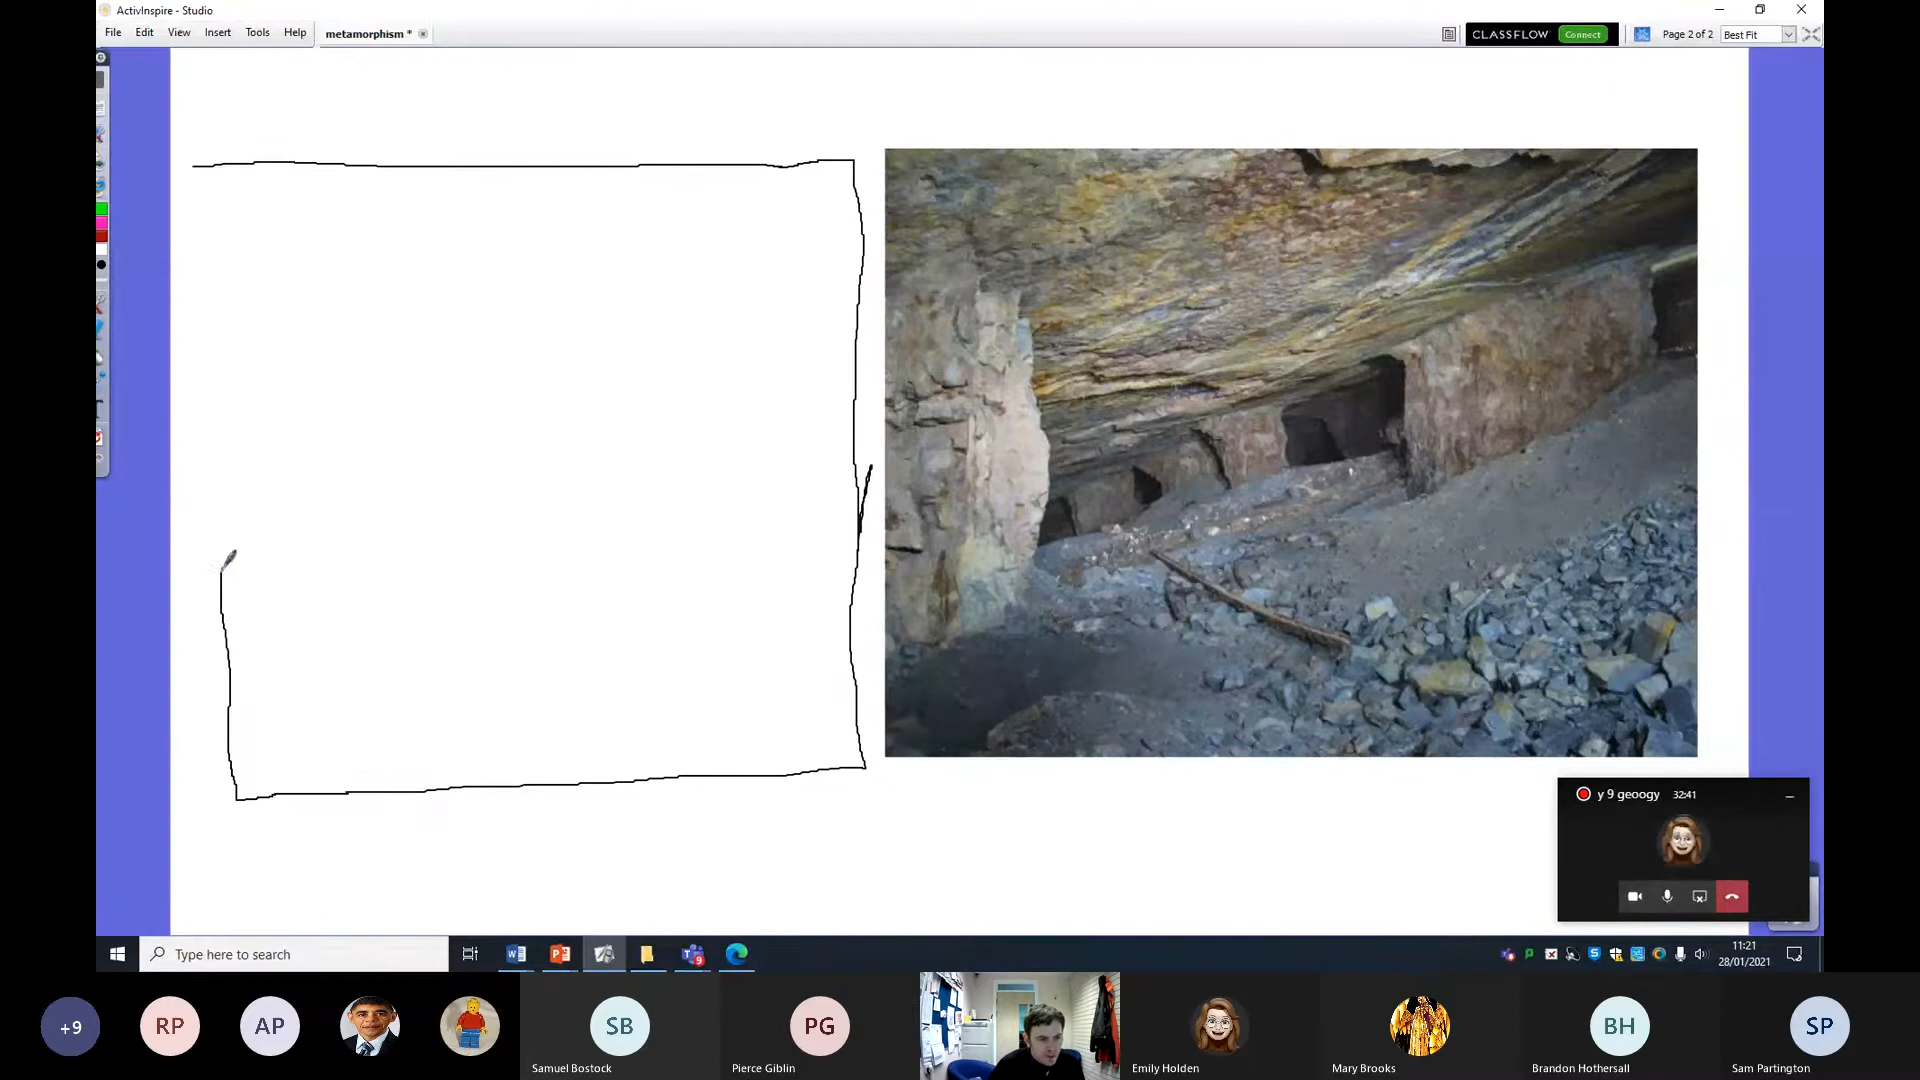 ActivInspire - Studio
File Edit View Insert Tools Help metamorphism *
CLASSFLOW Connect Page 2 of 2 Best Fit
y 9 geoogy 32:41
Type here to search
9
11:21
28/01/2021
+9 RP AP SB PG BH SP
Samuel Bostock Pierce Giblin Emily Holden Mary Brooks Brandon Hothersall Sam Partington